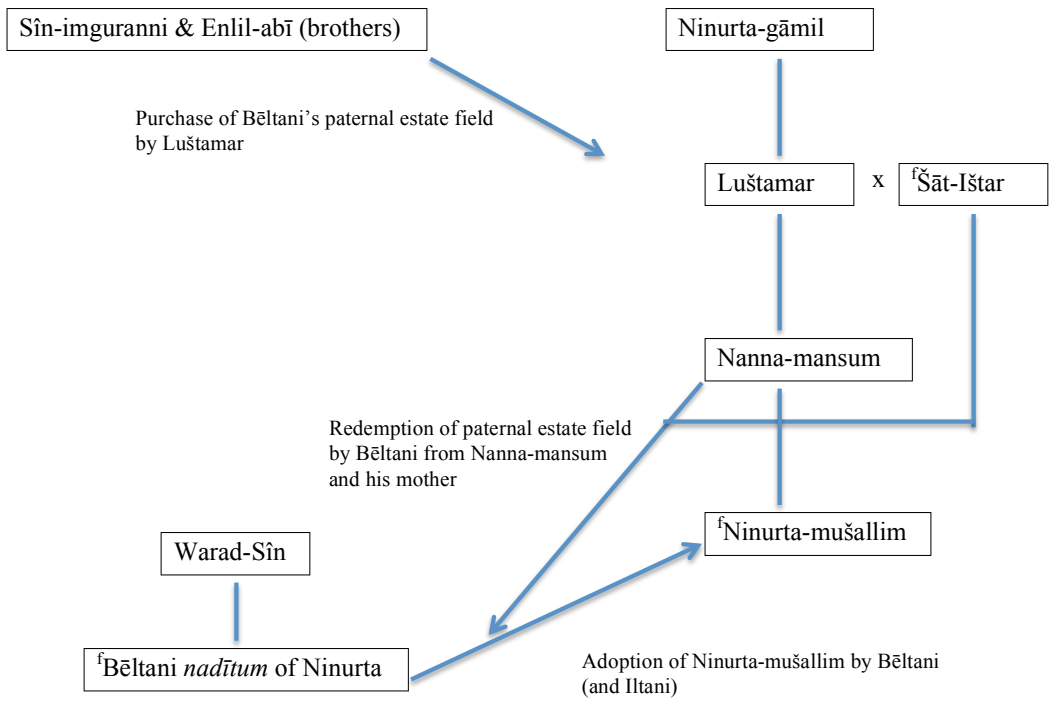 Sîn-imguranni & Enlil-abī (brothers)
Ninurta-gāmil
Purchase of Bēltani’s paternal estate field
by Luštamar
Luštamar
x
fŠāt-Ištar
Nanna-mansum
Redemption of paternal estate field
by Bēltani from Nanna-mansum
and his mother
fNinurta-mušallim
Warad-Sîn
fBēltani nadītum of Ninurta
Adoption of Ninurta-mušallim by Bēltani
(and Iltani)